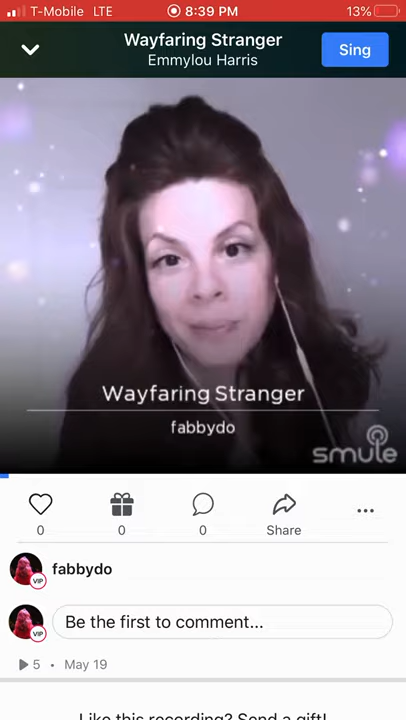 T-Mobile LTE 8:39 PM 13%
Wayfaring Stranger
Emmylou Harris
Sing
Wayfaring Stranger
fabbydo
smule
0 0 0 Share
VIP fabbydo
VIP Be the first to comment...
5 • May 19
Like this recording? Send a gift!